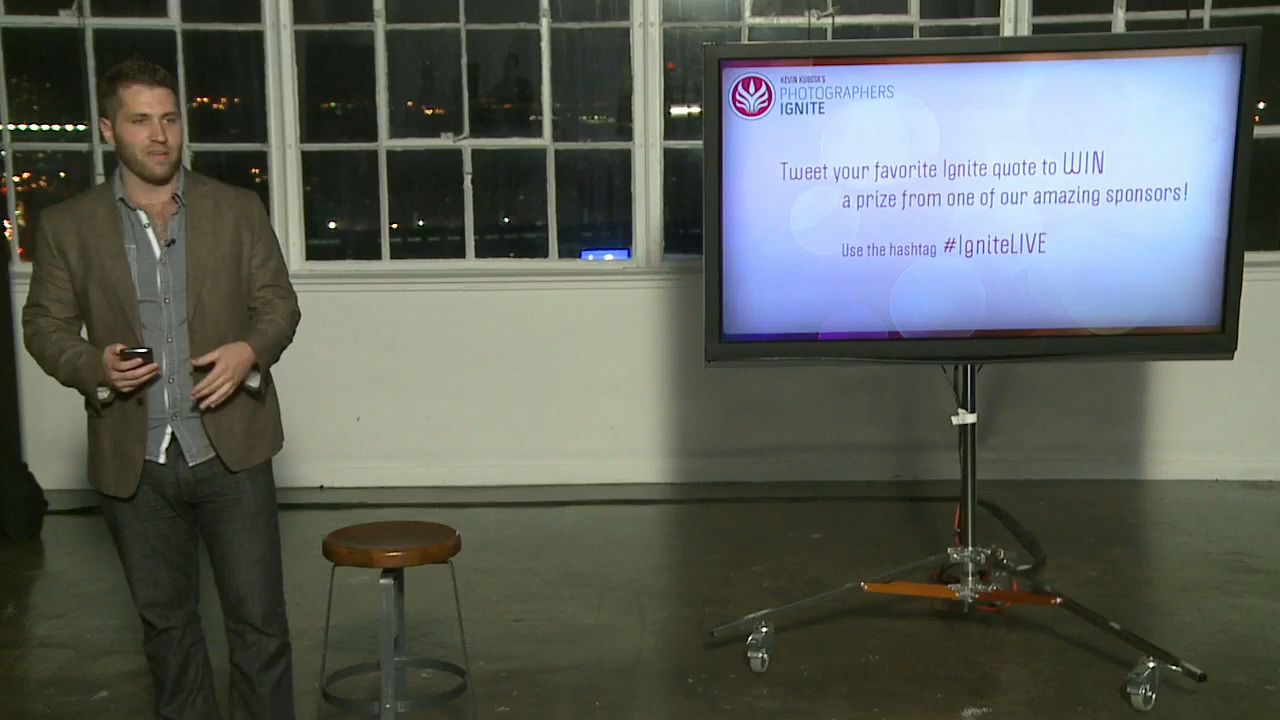 KEVIN KUBOTA'S
PHOTOGRAPHERS
IGNITE
Tweet your favorite Ignite quote to WIN
a prize from one of our amazing sponsors!
Use the hashtag #IgniteLIVE